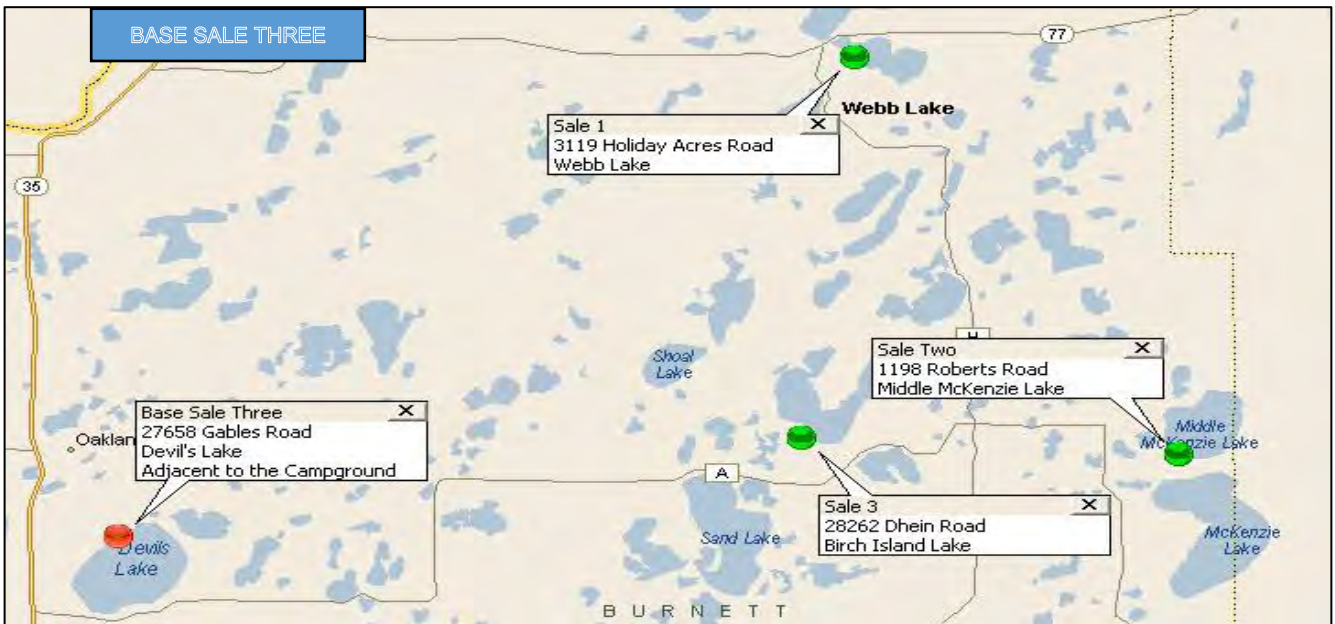 BASE SALE THREE
77
Webb Lake
Sale 1
3119 Holiday Acres Road
Webb Lake
35
Shoal
Lake
Sale Two
1198 Roberts Road
Middle McKenzie Lake
Base Sale Three
27658 Gables Road
Devil's Lake
Adjacent to the Campground
Oaklan
Middle
McKenzie Lake
A
Sale 3
28262 Dhein Road
Birch Island Lake
Sand Lake
McKenzie
Lake
Devils
Lake
BURNETT